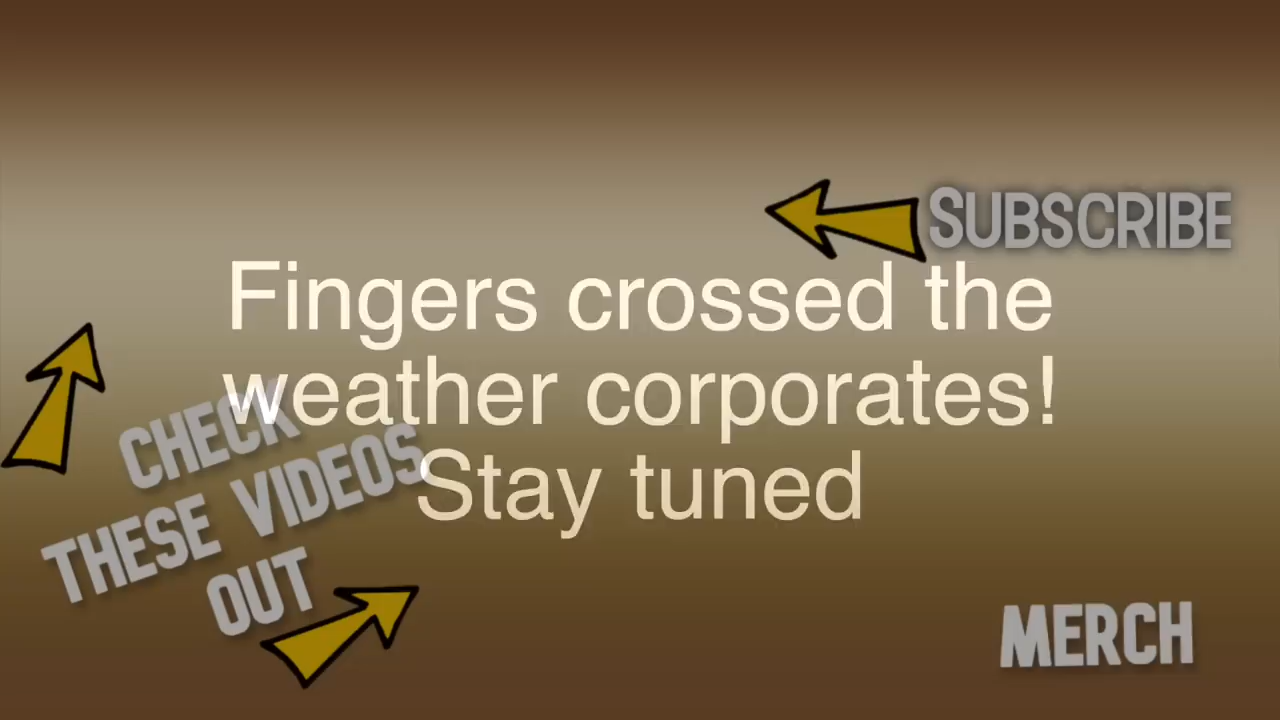 SUBSCRIBE
Fingers crossed the
weather corporates!
Stay tuned
CHECK
THESE VIDEOS
OUT
MERCH